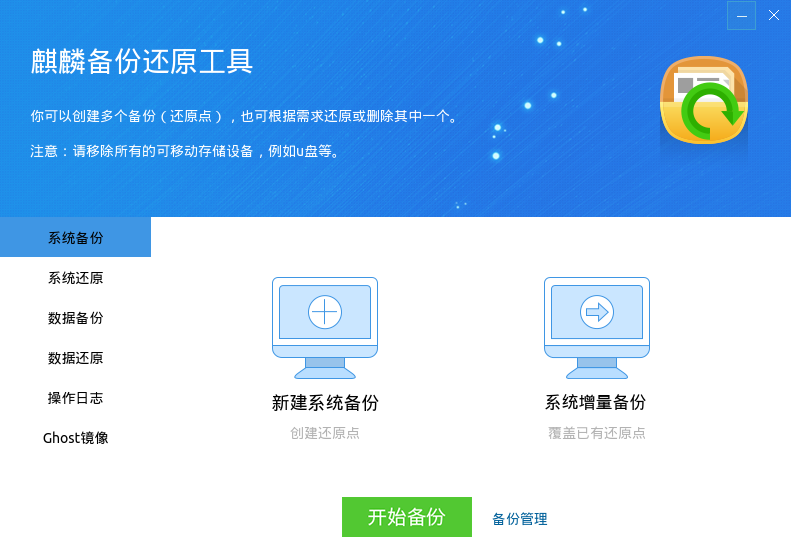 麒麟备份还原工具
你可以创建多个备份（还原点），也可根据需求还原或删除其中一个。
注意：请移除所有的可移动存储设备，例如u盘等。
系统备份
系统还原
数据备份
数据还原
操作日志
Ghost镜像
新建系统备份
创建还原点
系统增量备份
覆盖已有还原点
开始备份
备份管理